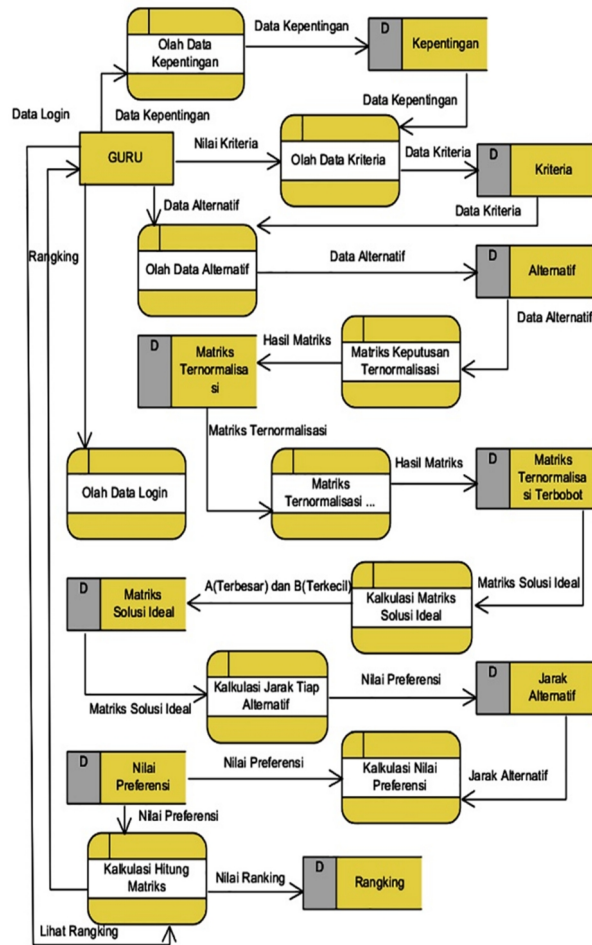 Data Kepentingan
D
Olah Data
Kepentingan
Kepentingan
Data Login
Data Kepentingan
Data Kepentingan
GURU
Nilai Kriteria
Olah Data Kriteria
Data Kriteria
D
Kriteria
Data Alternatif
Data Kriteria
Rangking
Olah Data Alternatif
Data Alternatif
D
Alternatif
Data Alternatif
D
Matriks
Ternormalisa
si
Hasil Matriks
Matriks Keputusan
Ternormalisasi
Matriks Ternormalisasi
Olah Data Login
Matriks
Ternormalisasi ...
Hasil Matriks
D
Matriks
Ternormalisa
si Terbobot
D
Matriks
Solusi Ideal
A(Terbesar) dan B(Terkecil)
Kalkulasi Matriks
Solusi Ideal
Matriks Solusi Ideal
Matriks Solusi Ideal
Kalkulasi Jarak Tiap
Alternatif
Nilai Preferensi
D
Jarak
Alternatif
D
Nilai
Preferensi
Nilai Preferensi
Kalkulasi Nilai
Preferensi
Jarak Alternatif
Nilai Preferensi
Kalkulasi Hitung
Matriks
Nilai Ranking
D
Rangking
Lihat Rangking